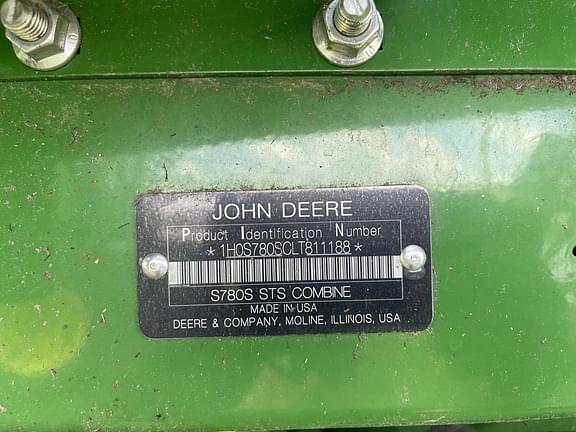 JOHN DEERE
Product Identification Number
*1H0S780SCLT811188*
S780S STS COMBINE
MADE IN USA
DEERE & COMPANY, MOLINE, ILLINOIS, USA